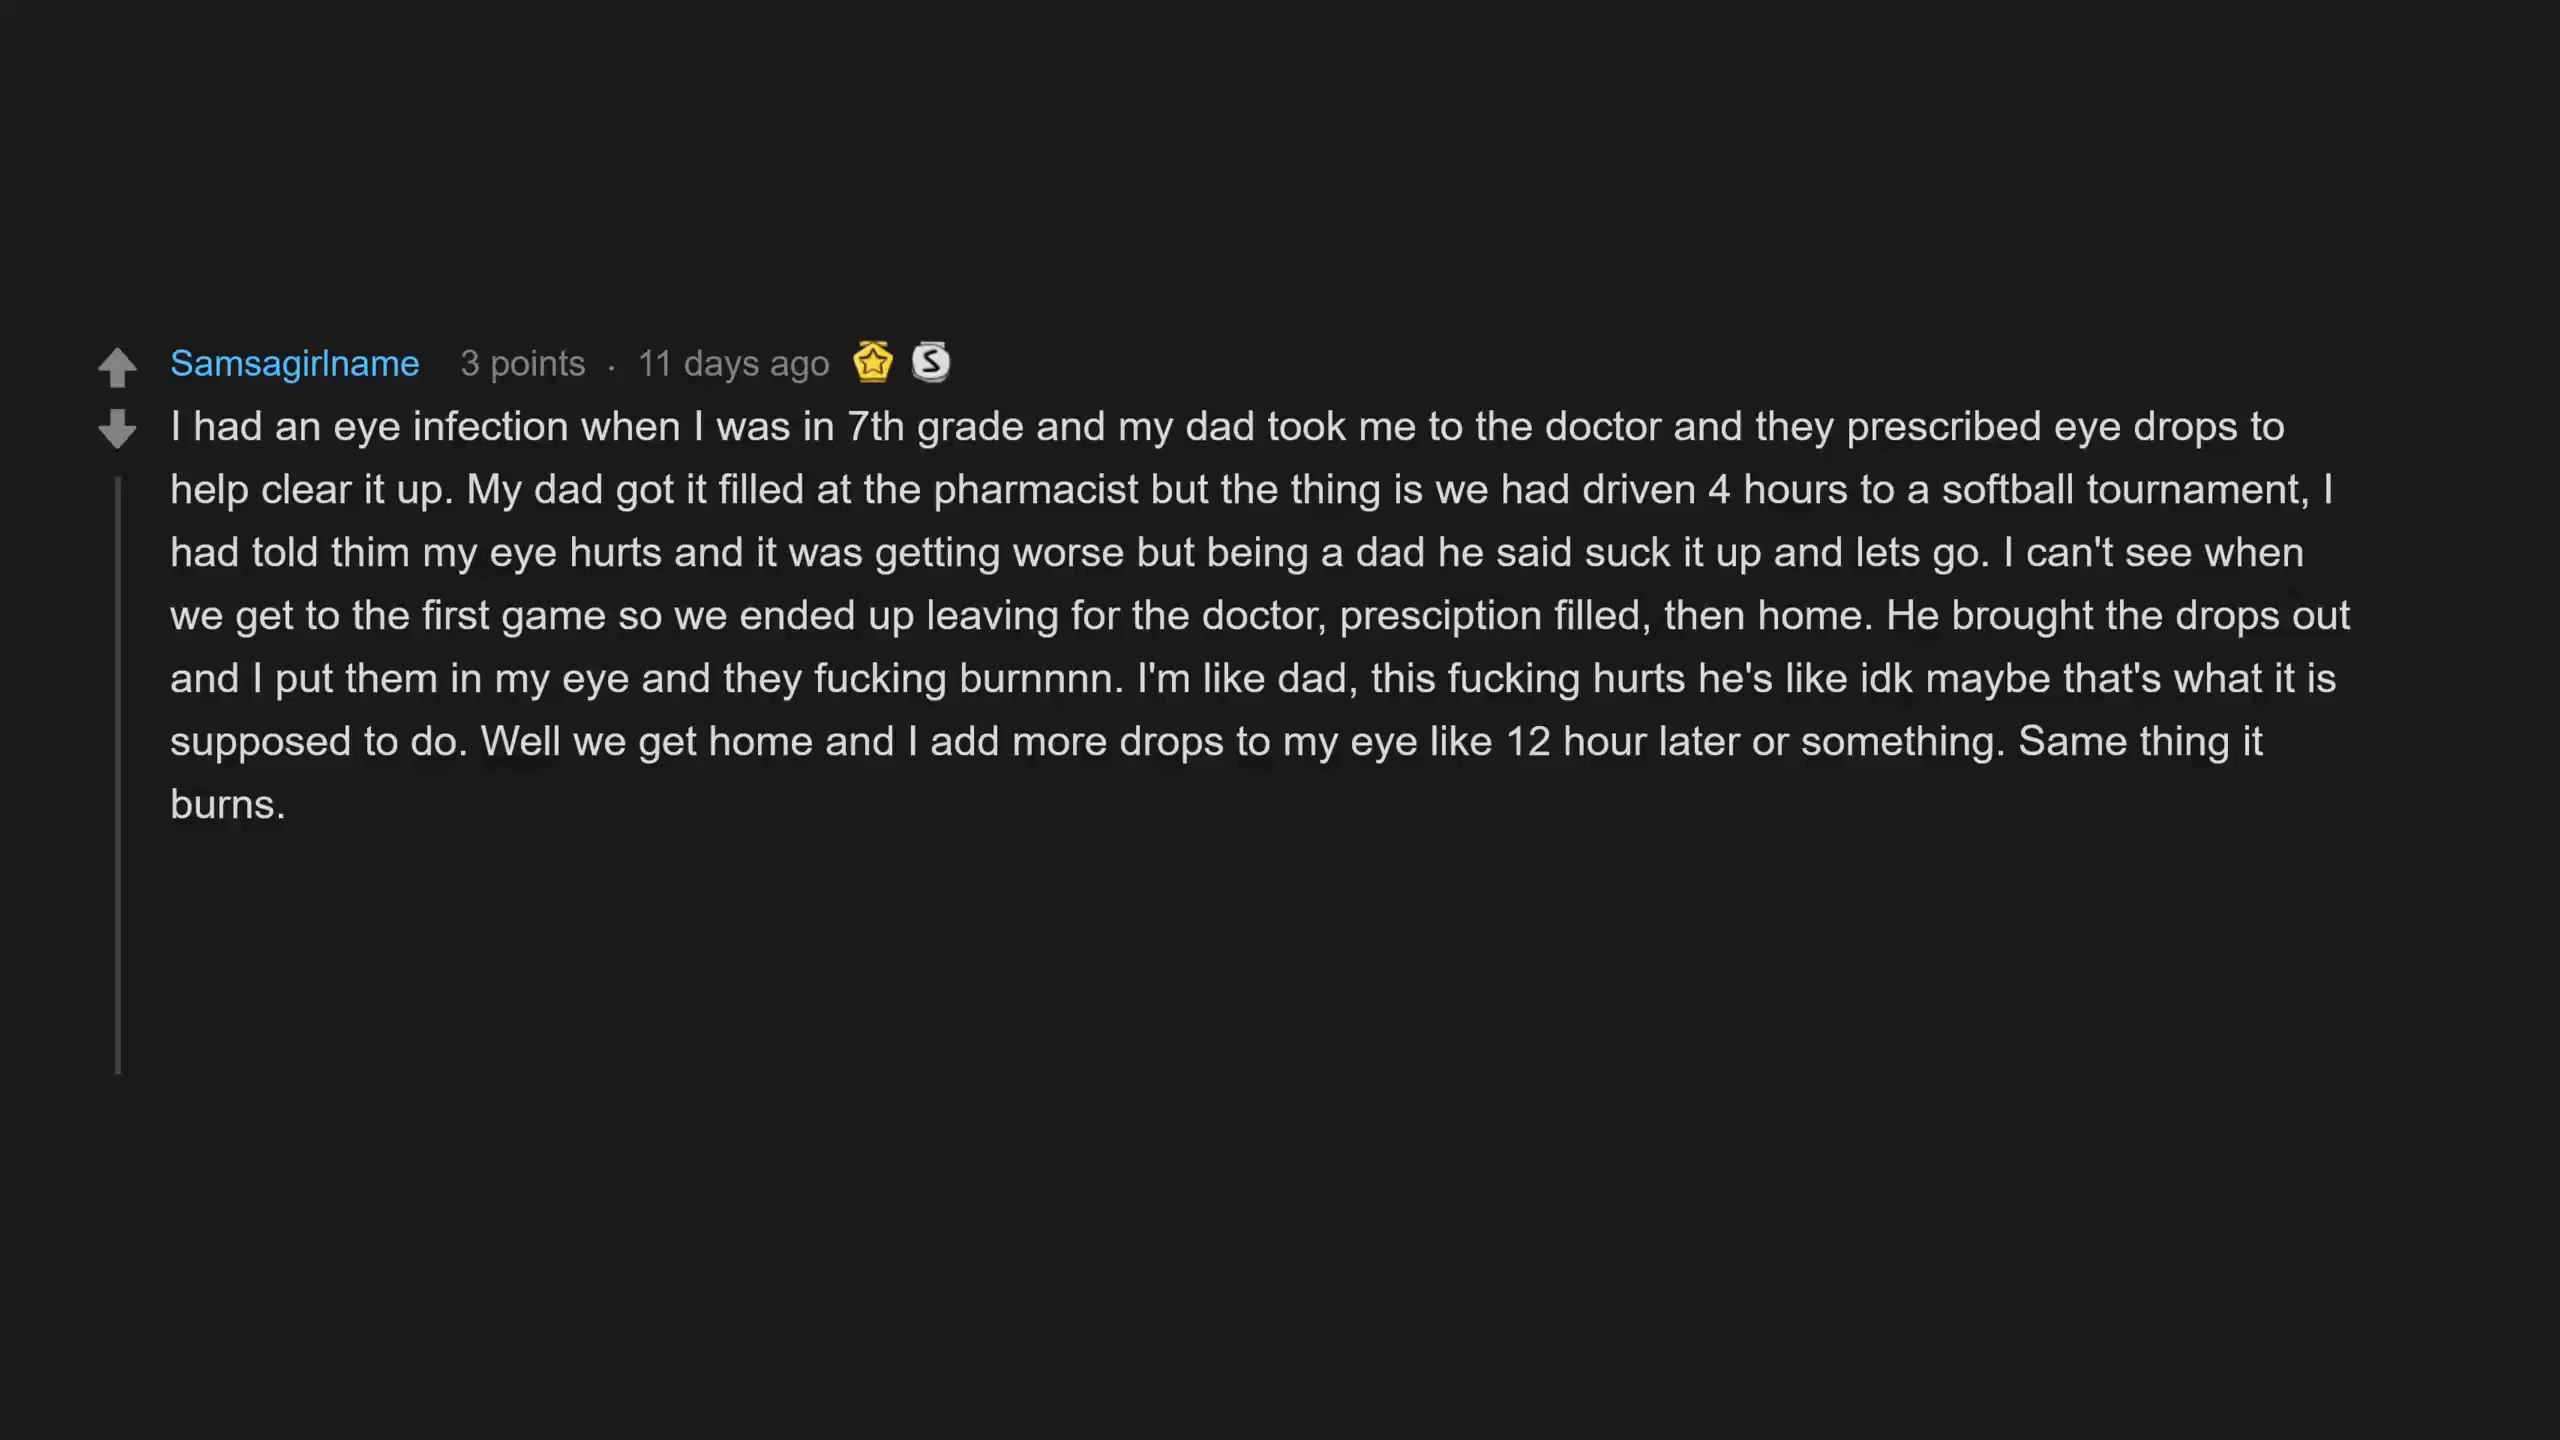 Samsagirlname 3 points · 11 days ago
I had an eye infection when I was in 7th grade and my dad took me to the doctor and they prescribed eye drops to
help clear it up. My dad got it filled at the pharmacist but the thing is we had driven 4 hours to a softball tournament, I
had told thim my eye hurts and it was getting worse but being a dad he said suck it up and lets go. I can't see when
we get to the first game so we ended up leaving for the doctor, presciption filled, then home. He brought the drops out
and I put them in my eye and they fucking burnnnn. I'm like dad, this fucking hurts he's like idk maybe that's what it is
supposed to do. Well we get home and I add more drops to my eye like 12 hour later or something. Same thing it
burns.